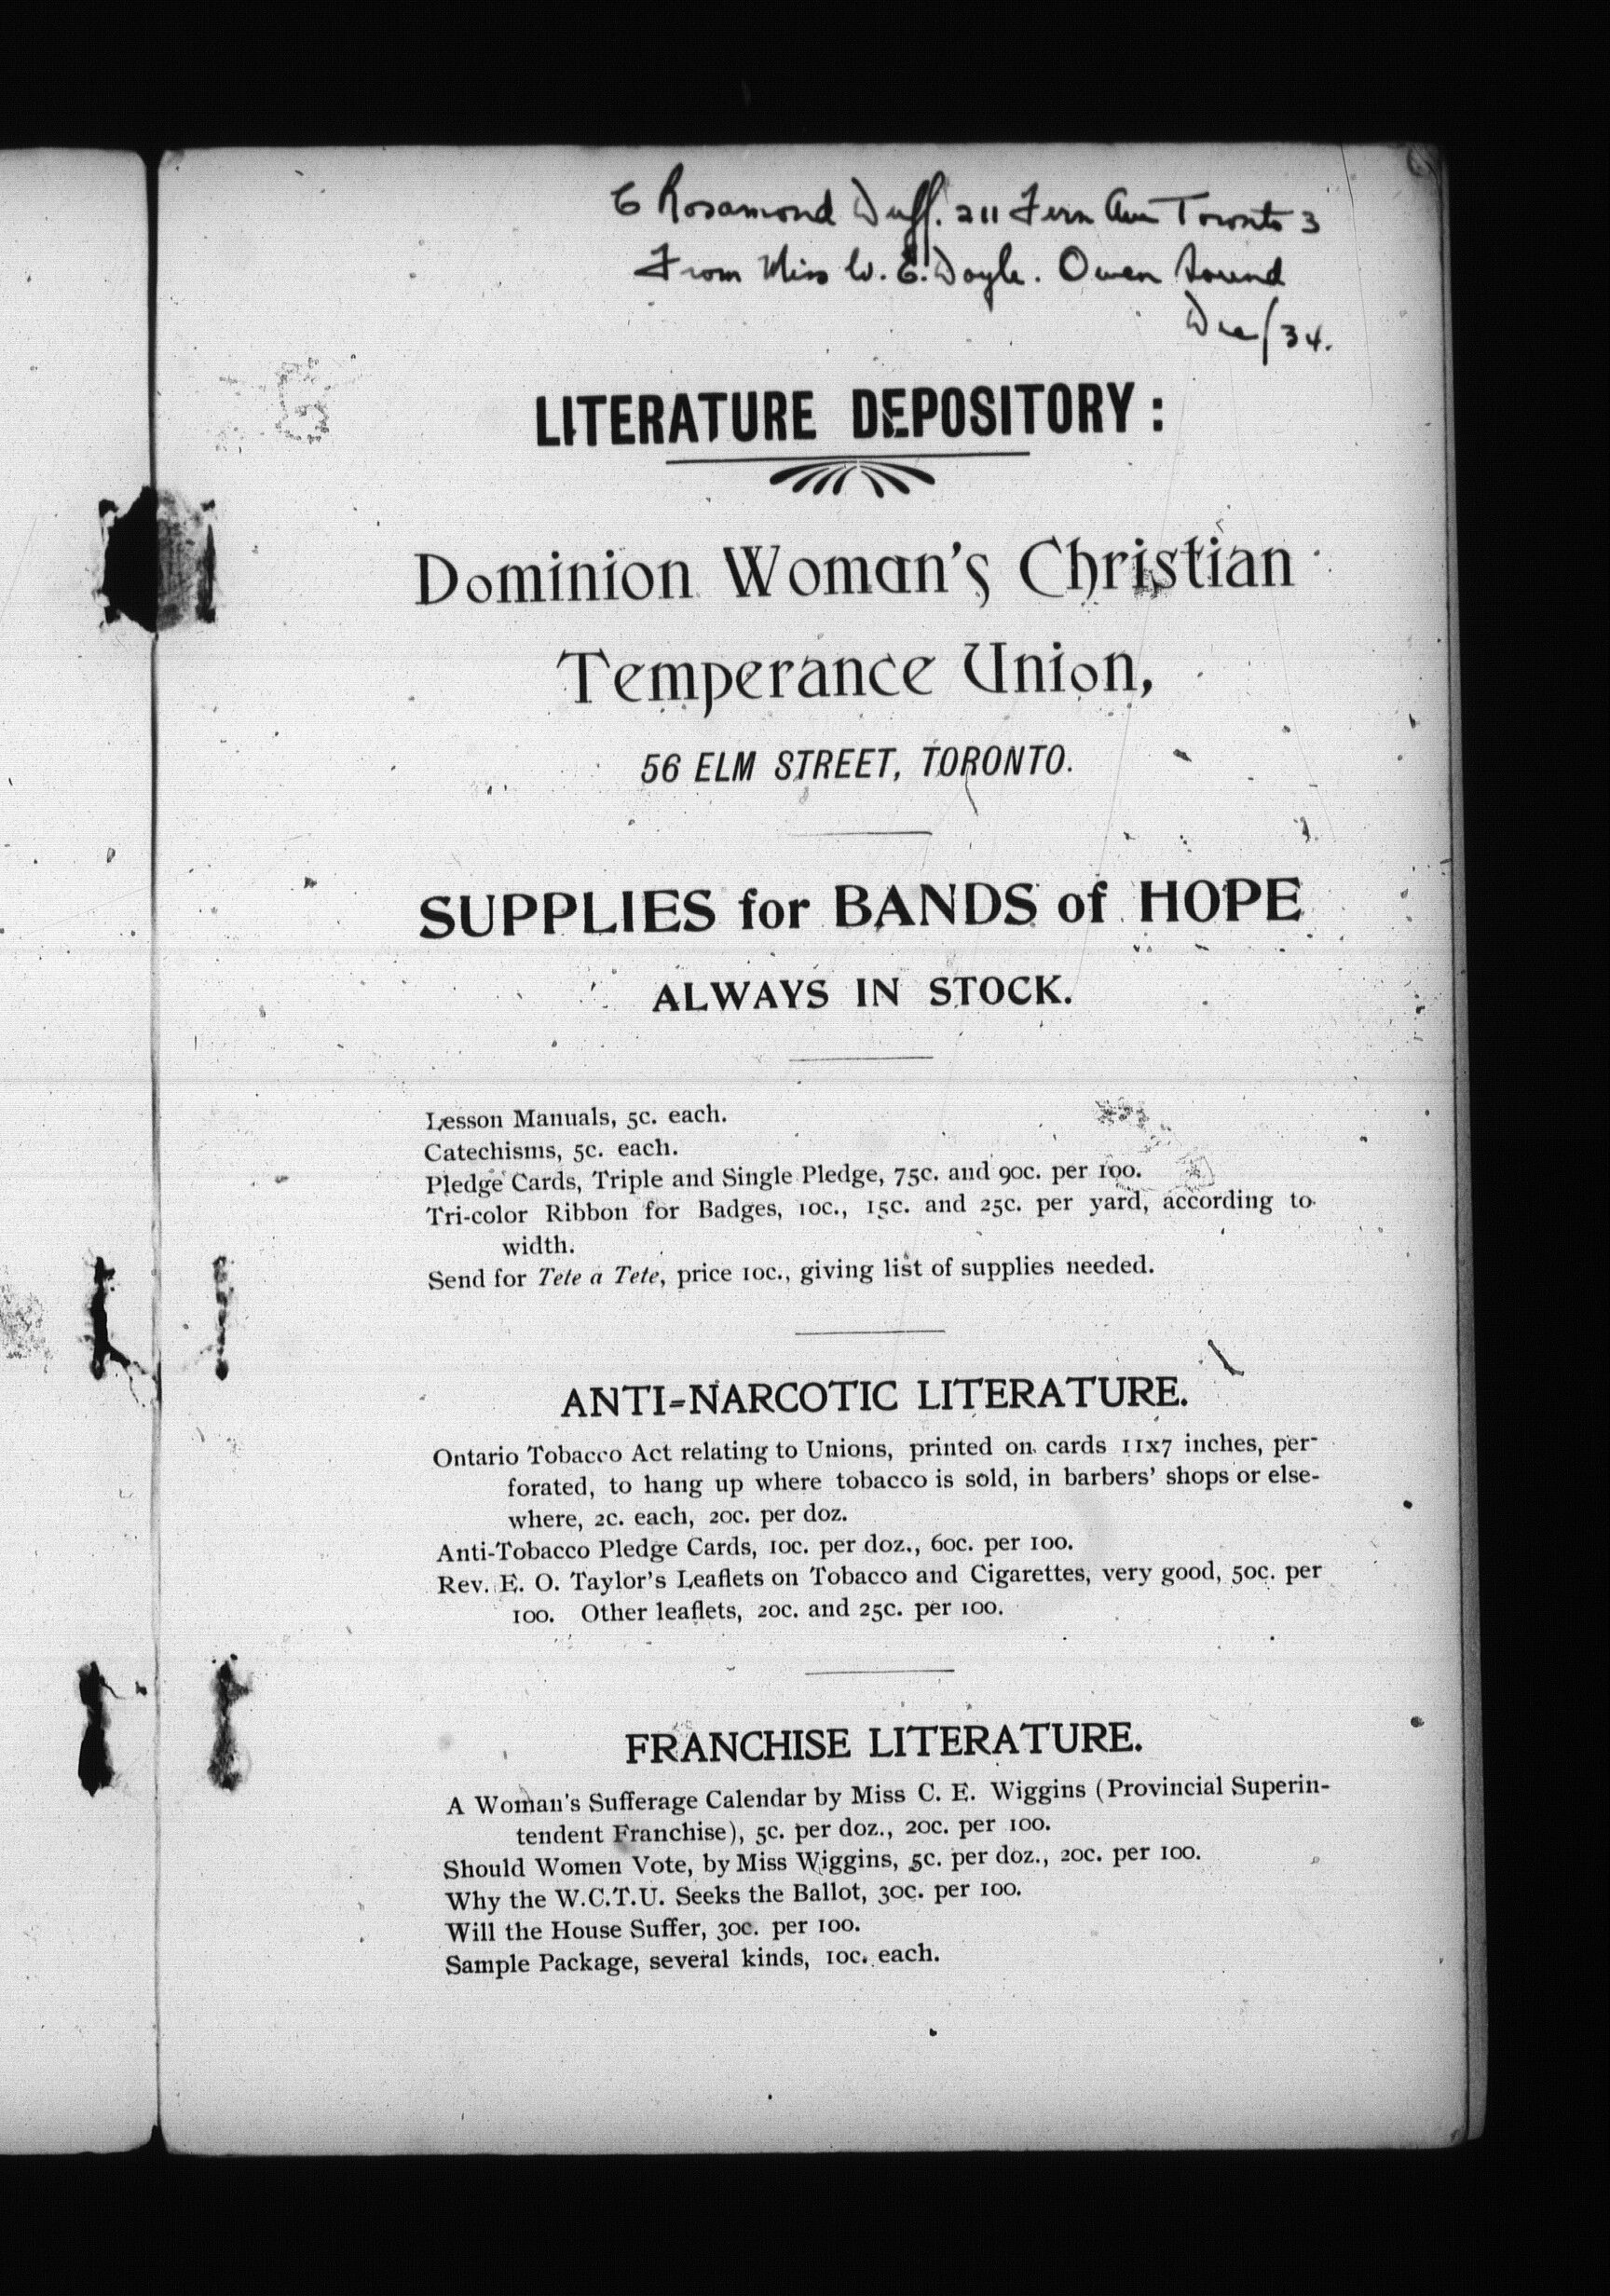 E Rosamond Duff. 211 Fern Ave Toronto 3
From Miss W. E. Doyle. Owen Sound
Dec/34.
LITERATURE DEPOSITORY:
Dominion Woman's Christian
Temperance Union,
56 ELM STREET, TORONTO.
SUPPLIES for BANDS of HOPE
ALWAYS IN STOCK.
Lesson Manuals, 5c. each.
Catechisms, 5c. each.
Pledge Cards, Triple and Single Pledge, 75c. and 90c. per 100.
Tri-color Ribbon for Badges, 10c., 15c. and 25c. per yard, according to
width.
Send for Tete a Tete, price 10c., giving list of supplies needed.
ANTI-NARCOTIC LITERATURE.
Ontario Tobacco Act relating to Unions, printed on cards 11x7 inches, per-
forated, to hang up where tobacco is sold, in barbers' shops or else-
where, 2c. each, 20c. per doz.
Anti-Tobacco Pledge Cards, 10c. per doz., 60c. per 100.
Rev. E. O. Taylor's Leaflets on Tobacco and Cigarettes, very good, 50c. per
100. Other leaflets, 20c. and 25c. per 100.
FRANCHISE LITERATURE.
A Woman's Sufferage Calendar by Miss C. E. Wiggins (Provincial Superin-
tendent Franchise), 5c. per doz., 20c. per 100.
Should Women Vote, by Miss Wiggins, 5c. per doz., 20c. per 100.
Why the W.C.T.U. Seeks the Ballot, 30c. per 100.
Will the House Suffer, 30c. per 100.
Sample Package, several kinds, 10c. each.